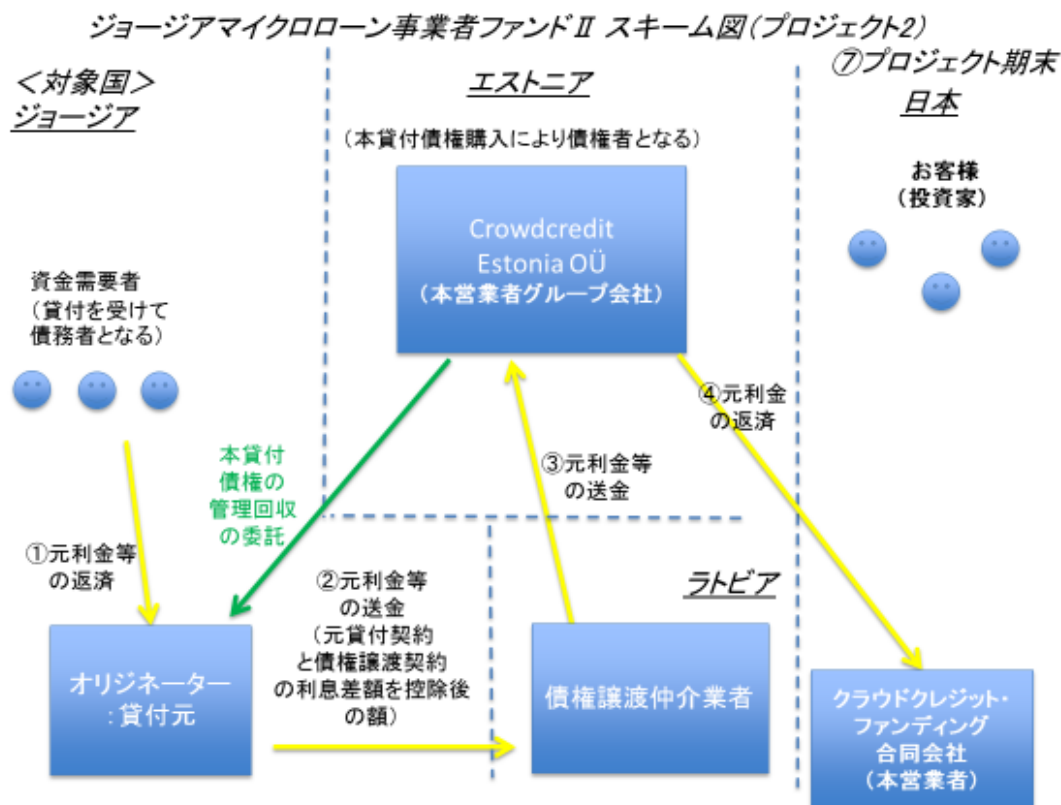 ジョージアマイクロローン事業者ファンドⅡ スキーム図(プロジェクト2)
<対象国>
ジョージア
エストニア
⑦プロジェクト期末
日本
(本貸付債権購入により債権者となる)
Crowdcredit
Estonia OÜ
(本営業者グループ会社)
お客様
(投資家)
資金需要者
(貸付を受けて
債務者となる)
本貸付
債権の
管理回収
の委託
④元利金
の返済
③元利金等
の送金
①元利金等
の返済
②元利金等
の送金
(元貸付契約
と債権譲渡契約
の利息差額を控除後
の額)
ラトビア
オリジネーター
:貸付元
債権譲渡仲介業者
クラウドクレジット・
ファンディング
合同会社
(本営業者)